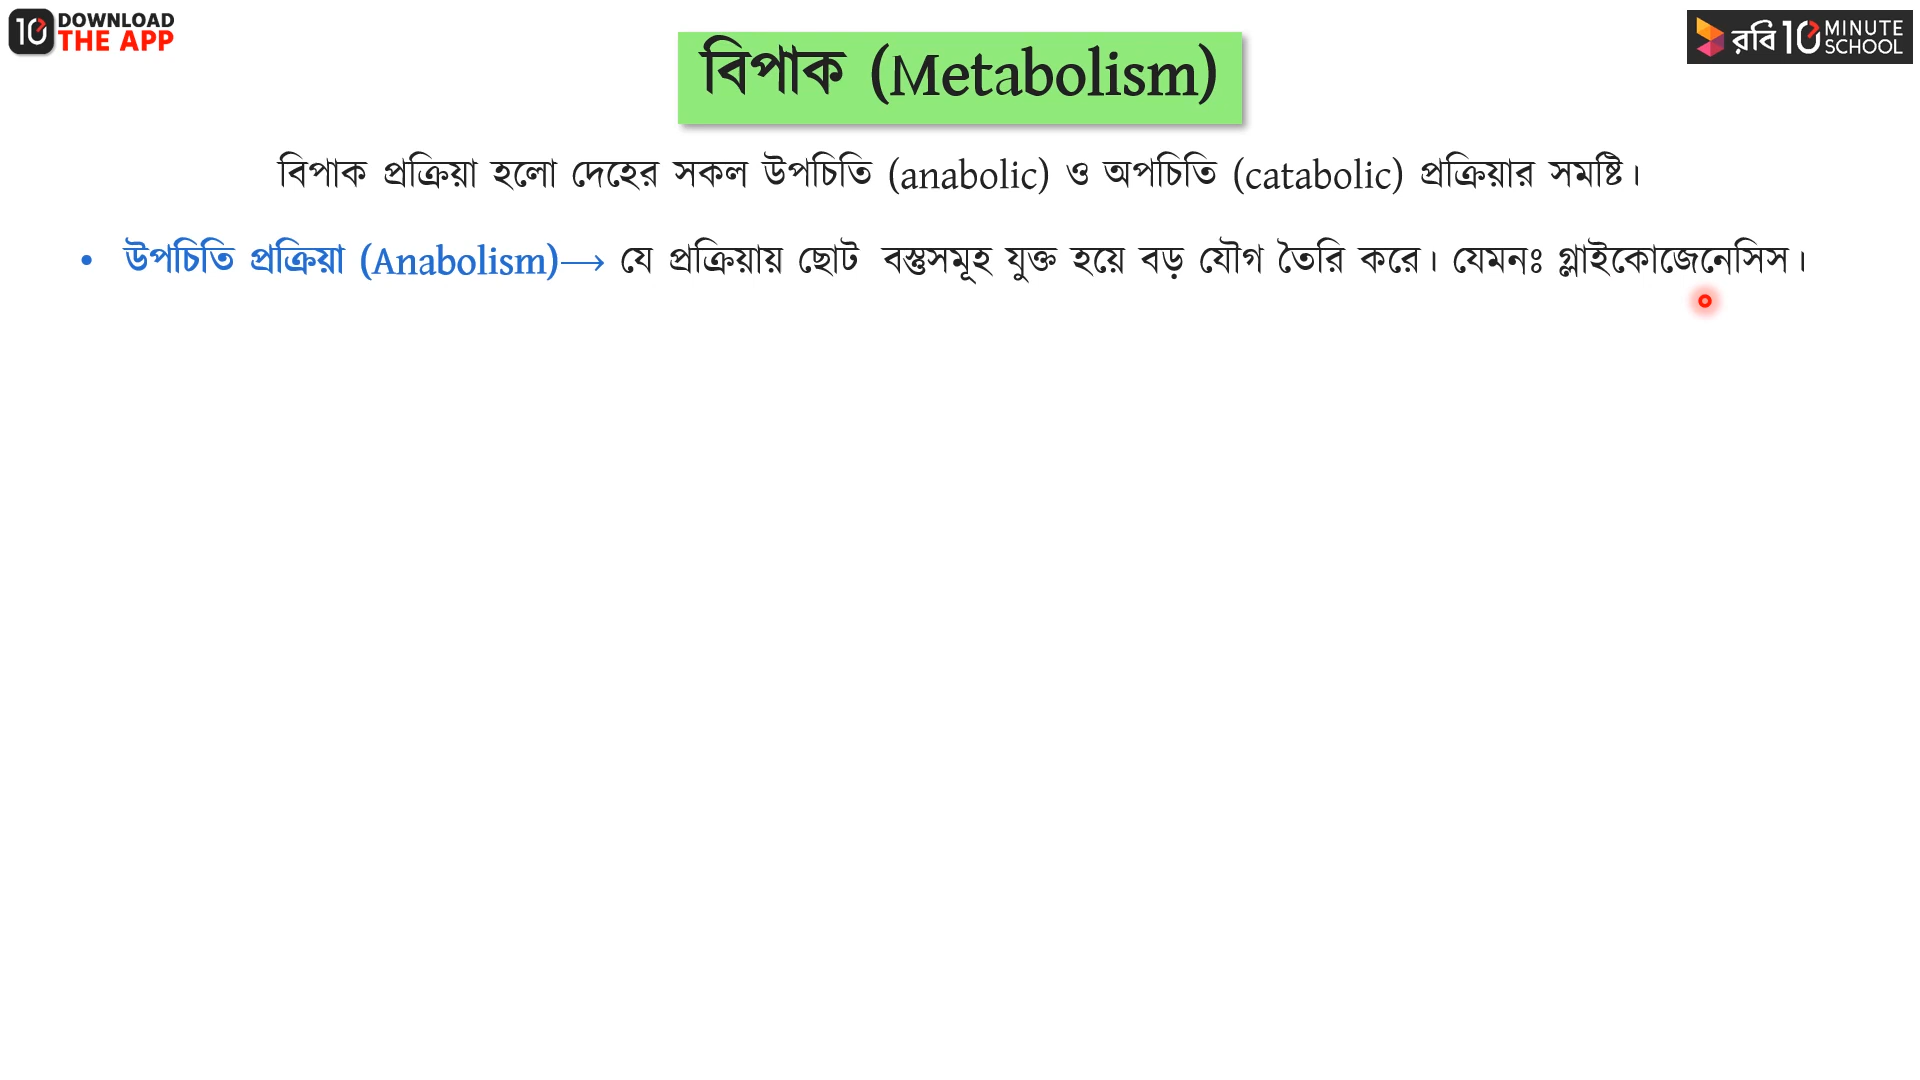 10 DOWNLOAD THE APP
রবি 10 MINUTE SCHOOL
বিপাক (Metabolism)
বিপাক প্রক্রিয়া হলো দেহের সকল উপচিতি (anabolic) ও অপচিতি (catabolic) প্রক্রিয়ার সমষ্টি।
• উপচিতি প্রক্রিয়া (Anabolism)⟶ যে প্রক্রিয়ায় ছোট বস্তুসমূহ যুক্ত হয়ে বড় যৌগ তৈরি করে। যেমনঃ গ্লাইকোজেনেসিস।